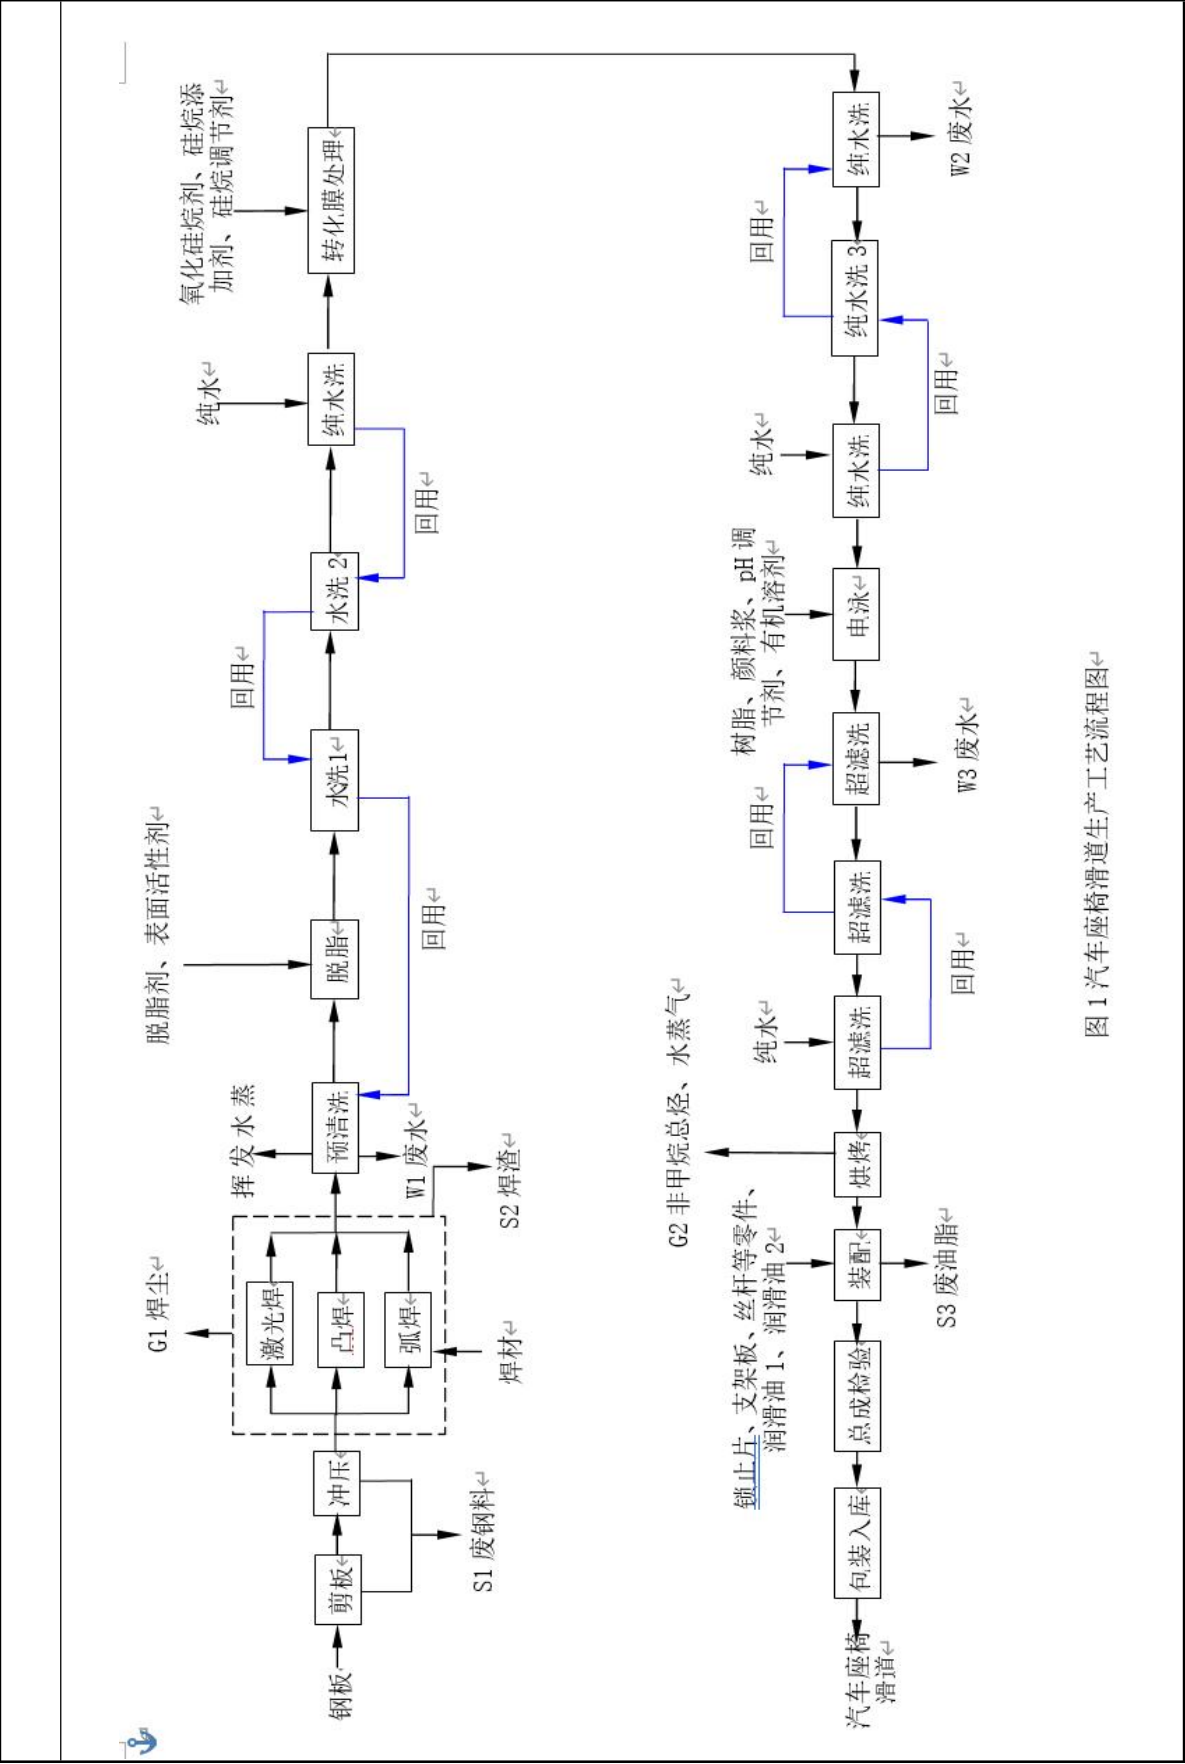 氧化硅烷剂、硅烷添
加剂、硅烷调节剂
纯水
脱脂剂、表面活性剂
挥发水蒸
G1 焊尘
回用
钢板
剪板
冲压
激光焊
凸焊
弧焊
预清洗
脱脂
水洗1
水洗 2
纯水洗
转化膜处理
S1 废钢料
焊材
S2 焊渣
W1 废水
回用
回用
G2 非甲烷总烃、水蒸气
锁止片、支架板、丝杆等零件、
润滑油 1、润滑油 2
纯水
回用
树脂、颜料浆、pH 调
节剂、有机溶剂
纯水
回用
汽车座椅
滑道
包装入库
总成检验
装配
烘烤
超滤洗
超滤洗
超滤洗
电泳
纯水洗
纯水洗 3
纯水洗
S3 废油脂
回用
W3 废水
回用
W2 废水
图 1 汽车座椅滑道生产工艺流程图